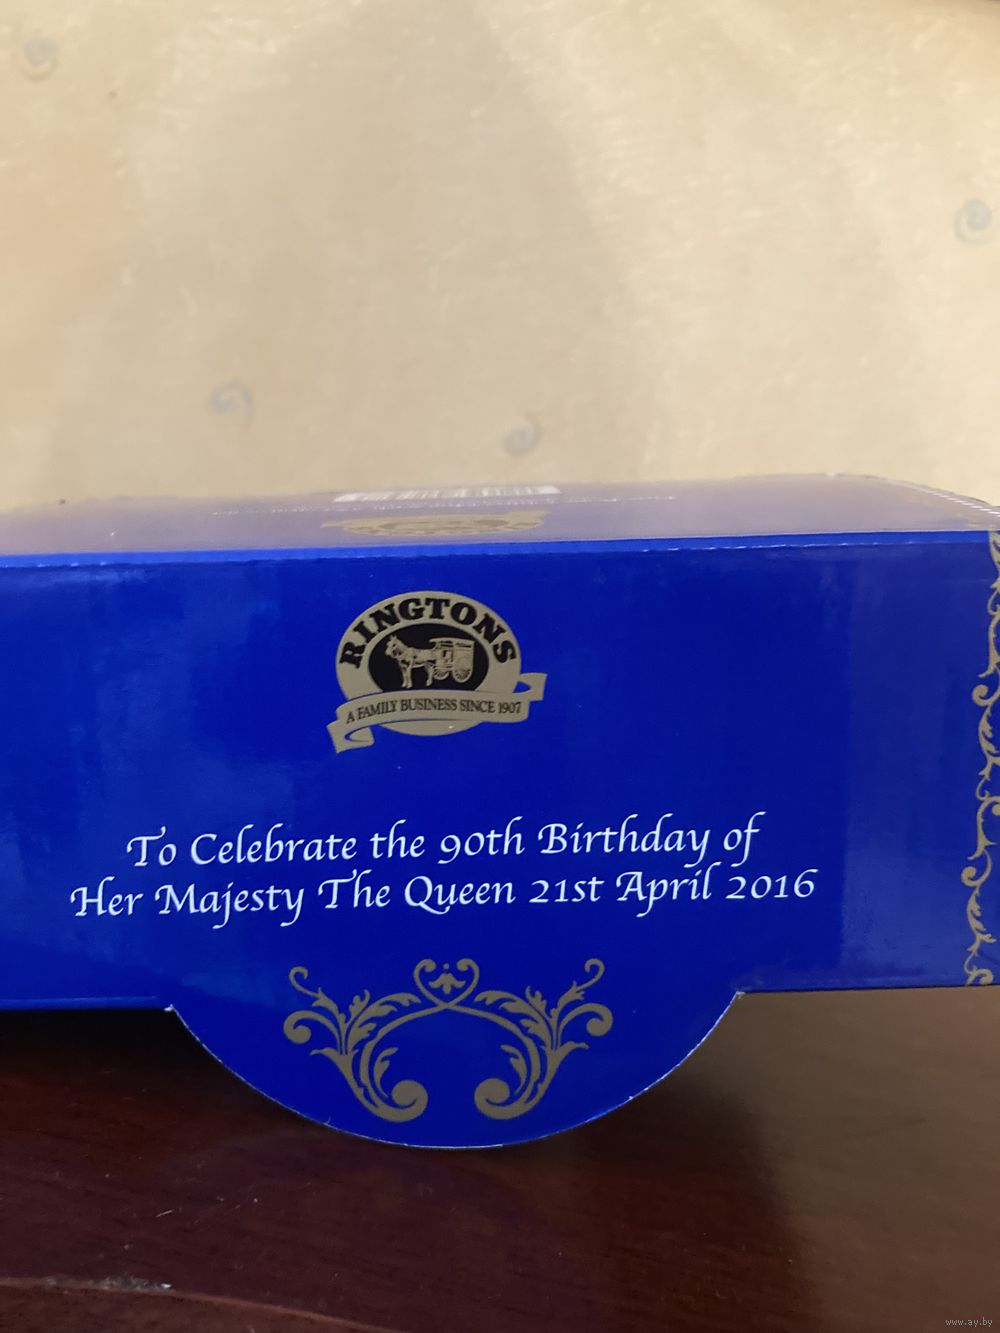 RINGTONS
A FAMILY BUSINESS SINCE 1907
To Celebrate the 90th Birthday of
Her Majesty The Queen 21st April 2016
www.ay.by